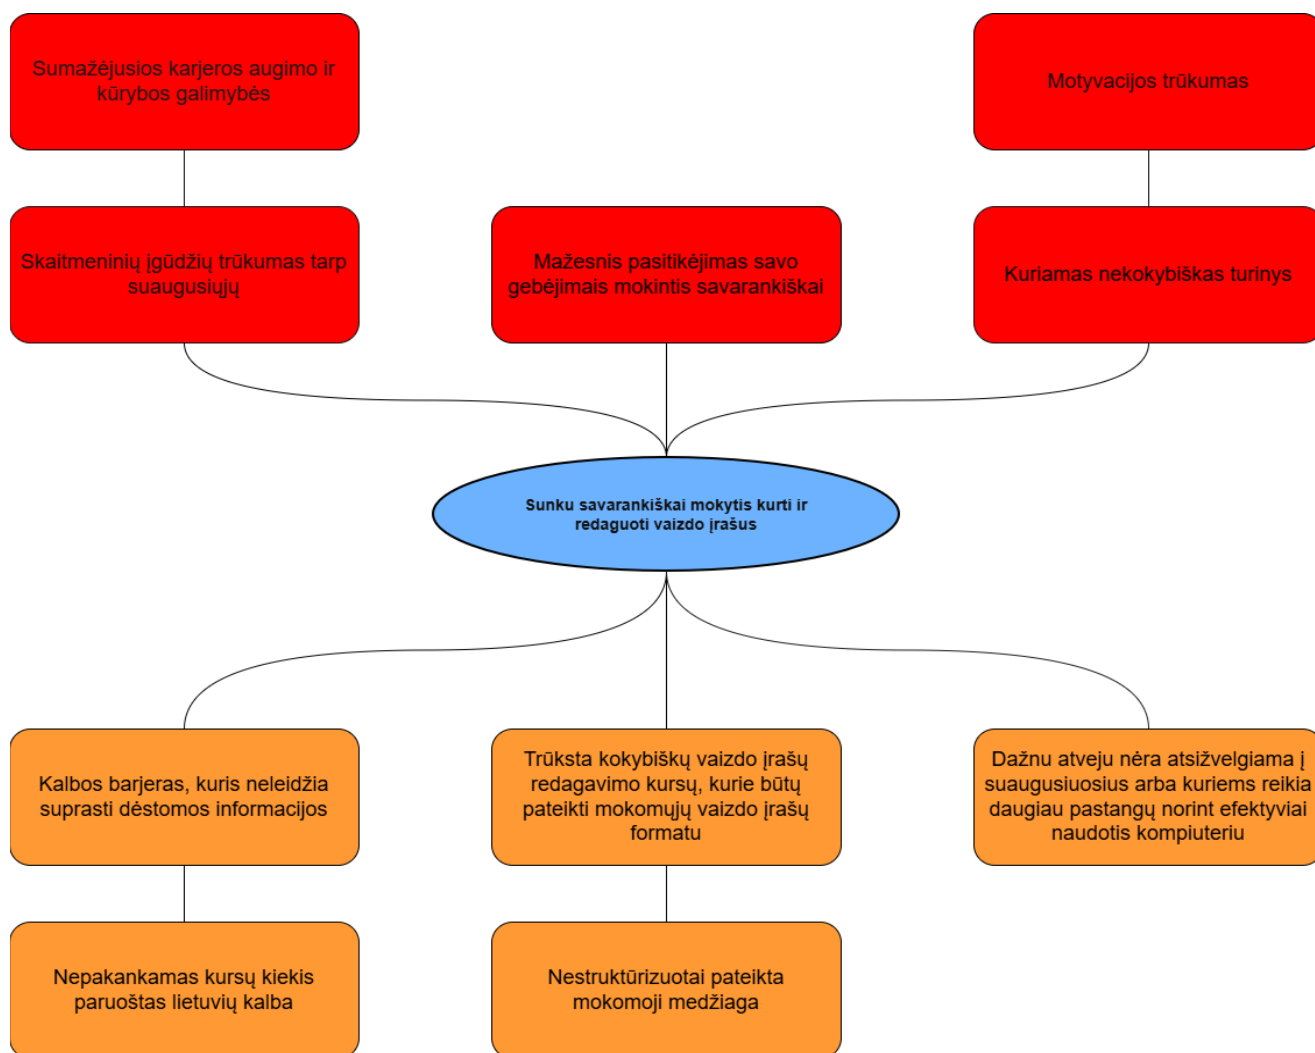 Sumažėjusios karjeros augimo ir
kūrybos galimybės
Motyvacijos trūkumas
Skaitmeninių įgūdžių trūkumas tarp
suaugusiųjų
Mažesnis pasitikėjimas savo
gebėjimais mokintis savarankiškai
Kuriamas nekokybiškas turinys
Sunku savarankiškai mokytis kurti ir
redaguoti vaizdo įrašus
Kalbos barjeras, kuris neleidžia
suprasti dėstomos informacijos
Trūksta kokybiškų vaizdo įrašų
redagavimo kursų, kurie būtų
pateikti mokomųjų vaizdo įrašų
formatu
Dažnu atveju nėra atsižvelgiama į
suaugusiuosius arba kuriems reikia
daugiau pastangų norint efektyviai
naudotis kompiuteriu
Nepakankamas kursų kiekis
paruoštas lietuvių kalba
Nestruktūrizuotai pateikta
mokomoji medžiaga